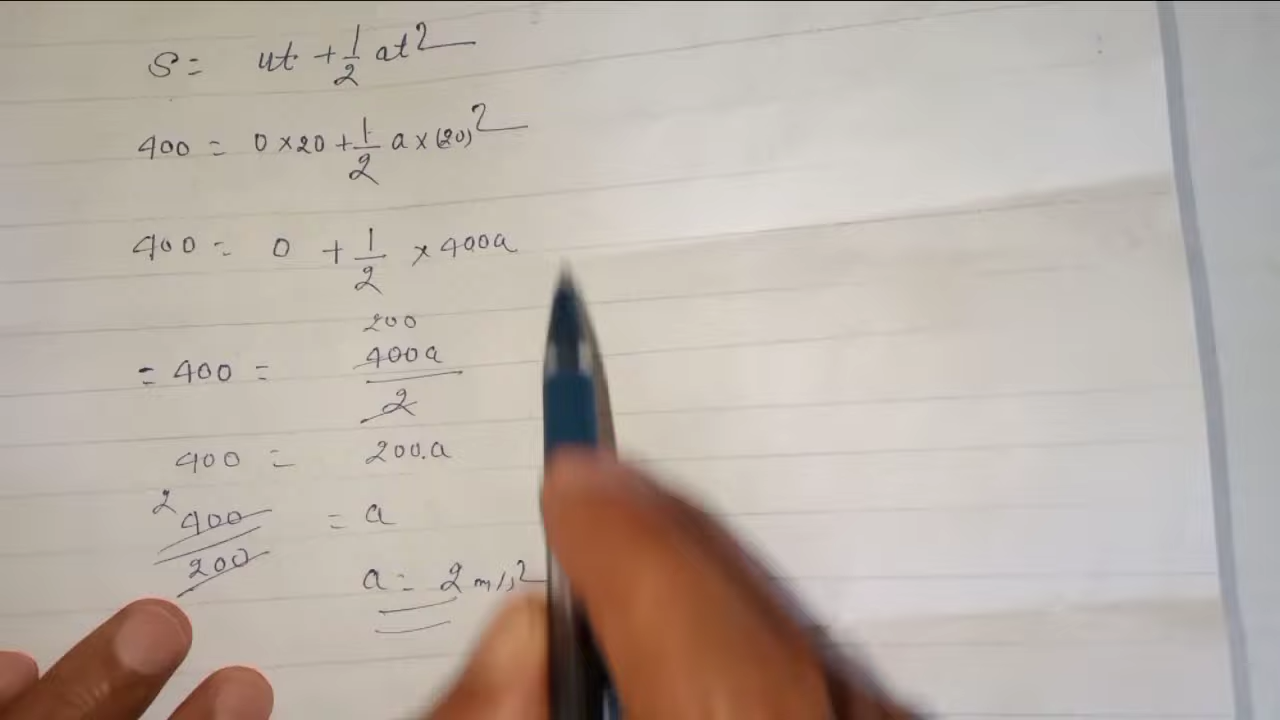 S = ut + 1/2 at²
400 = 0 × 20 + 1/2 a × (20)²
400 = 0 + 1/2 × 400a
200
= 400 = 400a/2
400 = 200.a
2
400/200 = a
a = 2 m/s²